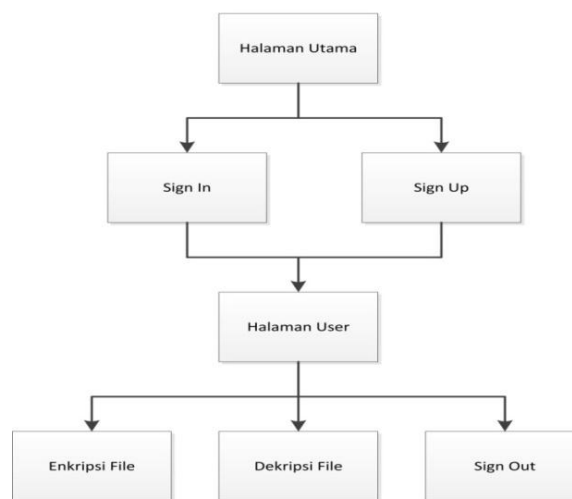 Halaman Utama
Sign In
Sign Up
Halaman User
Enkripsi File
Dekripsi File
Sign Out